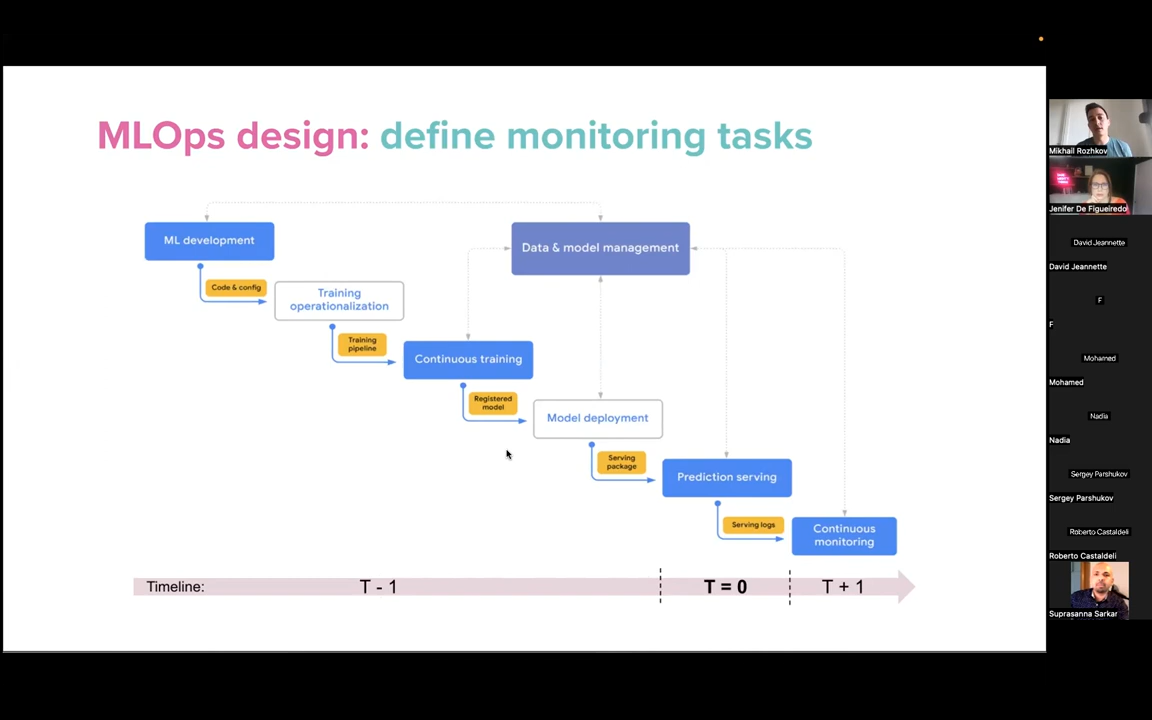 MLOps design: define monitoring tasks
ML development
Data & model management
Code & config
Training
operationalization
Training
pipeline
Continuous training
Registered
model
Model deployment
Serving
package
Prediction serving
Serving logs
Continuous
monitoring
Timeline:
T - 1
T = 0
T + 1
Mikhail Rozhkov
Jenifer De Figueiredo
David Jeannette
David Jeannette
F
F
Mohamed
Mohamed
Nadia
Nadia
Sergey Parshukov
Sergey Parshukov
Roberto Castaldeli
Roberto Castaldeli
Suprasanna Sarkar